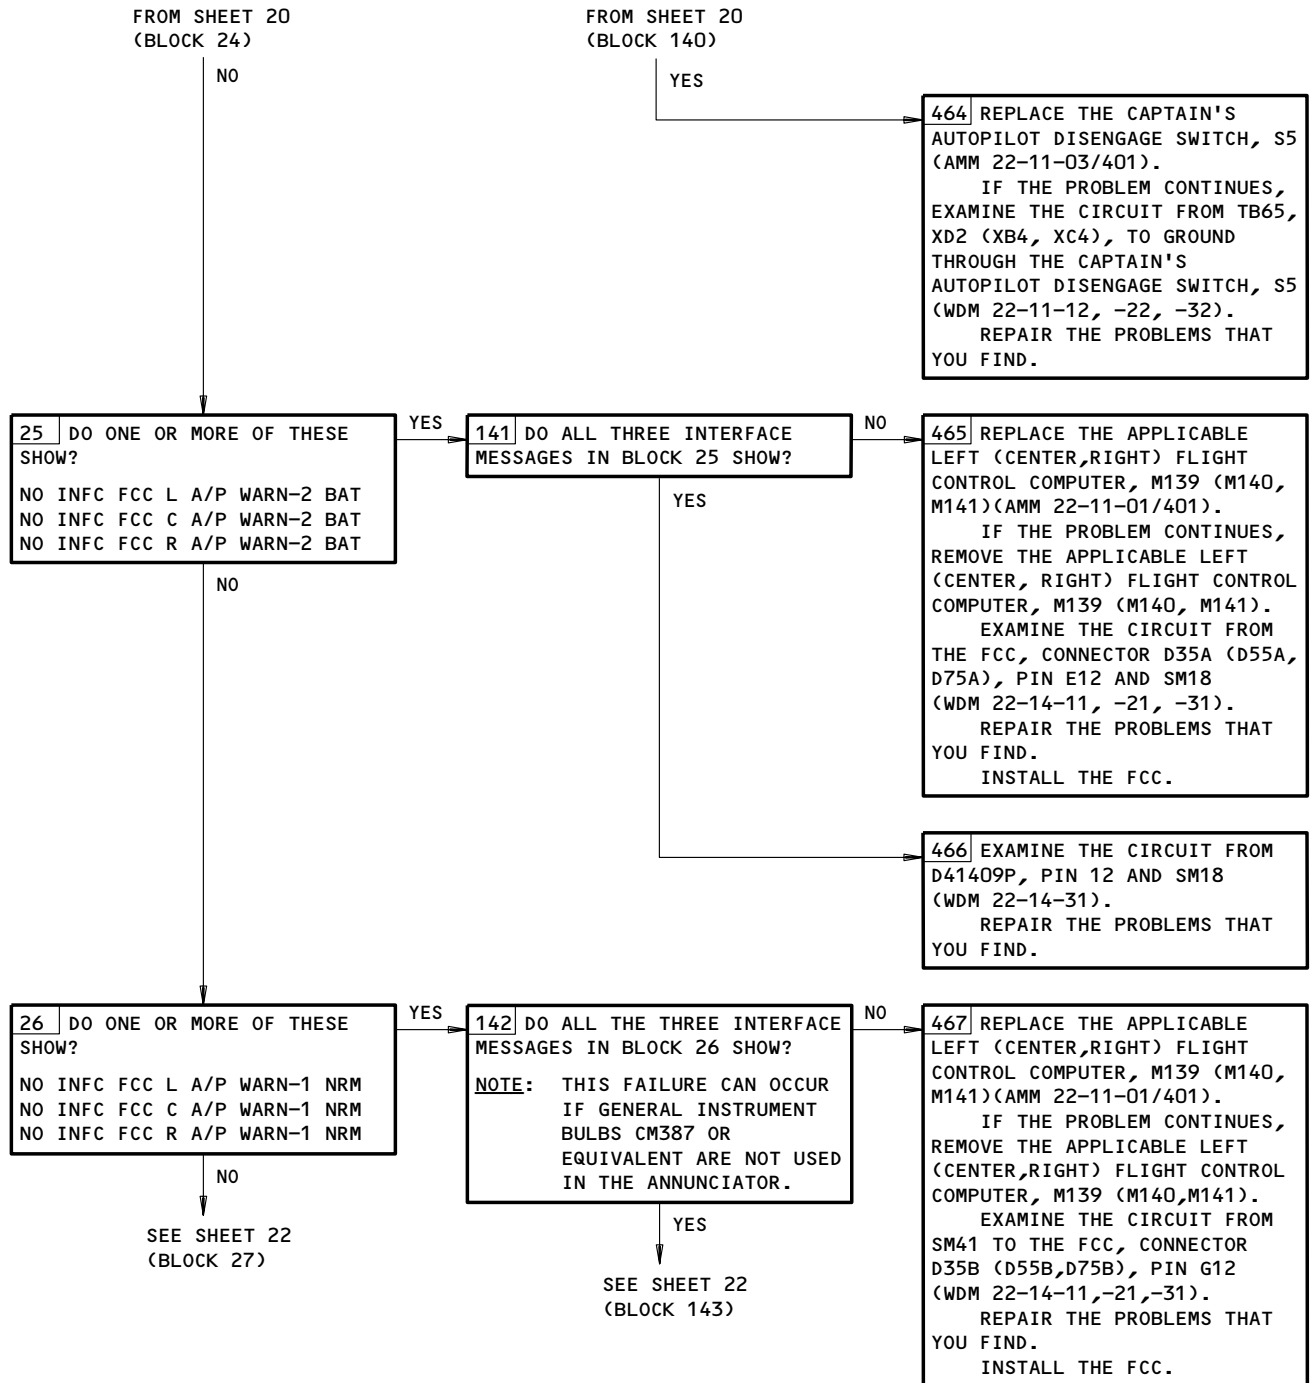 FROM SHEET 20
(BLOCK 24)
NO
FROM SHEET 20
(BLOCK 140)
YES
464 REPLACE THE CAPTAIN'S
AUTOPILOT DISENGAGE SWITCH, S5
(AMM 22-11-03/401).
IF THE PROBLEM CONTINUES,
EXAMINE THE CIRCUIT FROM TB65,
XD2 (XB4, XC4), TO GROUND
THROUGH THE CAPTAIN'S
AUTOPILOT DISENGAGE SWITCH, S5
(WDM 22-11-12, -22, -32).
REPAIR THE PROBLEMS THAT
YOU FIND.
25 DO ONE OR MORE OF THESE
SHOW?
NO INFC FCC L A/P WARN-2 BAT
NO INFC FCC C A/P WARN-2 BAT
NO INFC FCC R A/P WARN-2 BAT
YES
NO
141 DO ALL THREE INTERFACE
MESSAGES IN BLOCK 25 SHOW?
NO
YES
465 REPLACE THE APPLICABLE
LEFT (CENTER,RIGHT) FLIGHT
CONTROL COMPUTER, M139 (M140,
M141)(AMM 22-11-01/401).
IF THE PROBLEM CONTINUES,
REMOVE THE APPLICABLE LEFT
(CENTER, RIGHT) FLIGHT CONTROL
COMPUTER, M139 (M140, M141).
EXAMINE THE CIRCUIT FROM
THE FCC, CONNECTOR D35A (D55A,
D75A), PIN E12 AND SM18
(WDM 22-14-11, -21, -31).
REPAIR THE PROBLEMS THAT
YOU FIND.
INSTALL THE FCC.
466 EXAMINE THE CIRCUIT FROM
D41409P, PIN 12 AND SM18
(WDM 22-14-31).
REPAIR THE PROBLEMS THAT
YOU FIND.
26 DO ONE OR MORE OF THESE
SHOW?
NO INFC FCC L A/P WARN-1 NRM
NO INFC FCC C A/P WARN-1 NRM
NO INFC FCC R A/P WARN-1 NRM
YES
NO
SEE SHEET 22
(BLOCK 27)
142 DO ALL THE THREE INTERFACE
MESSAGES IN BLOCK 26 SHOW?
NOTE: THIS FAILURE CAN OCCUR
IF GENERAL INSTRUMENT
BULBS CM387 OR
EQUIVALENT ARE NOT USED
IN THE ANNUNCIATOR.
NO
YES
SEE SHEET 22
(BLOCK 143)
467 REPLACE THE APPLICABLE
LEFT (CENTER,RIGHT) FLIGHT
CONTROL COMPUTER, M139 (M140,
M141)(AMM 22-11-01/401).
IF THE PROBLEM CONTINUES,
REMOVE THE APPLICABLE LEFT
(CENTER,RIGHT) FLIGHT CONTROL
COMPUTER, M139 (M140,M141).
EXAMINE THE CIRCUIT FROM
SM41 TO THE FCC, CONNECTOR
D35B (D55B,D75B), PIN G12
(WDM 22-14-11,-21,-31).
REPAIR THE PROBLEMS THAT
YOU FIND.
INSTALL THE FCC.